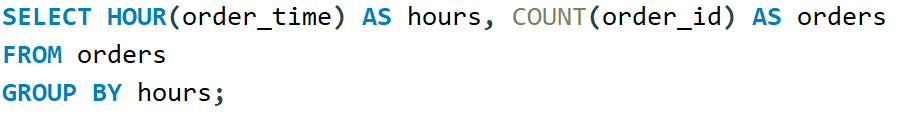 SELECT HOUR(order_time) AS hours, COUNT(order_id) AS orders
FROM orders
GROUP BY hours;